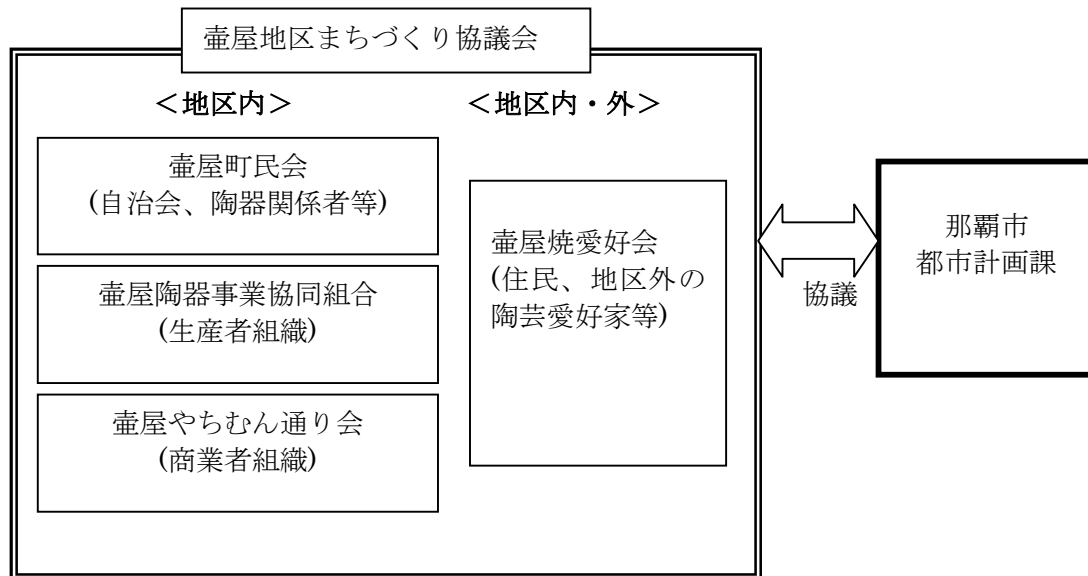 壷屋地区まちづくり協議会
＜地区内＞
壷屋町民会
(自治会、陶器関係者等)
壷屋陶器事業協同組合
(生産者組織)
壷屋やちむん通り会
(商業者組織)
＜地区内・外＞
壷屋焼愛好会
(住民、地区外の
陶芸愛好家等)
協議
那覇市
都市計画課